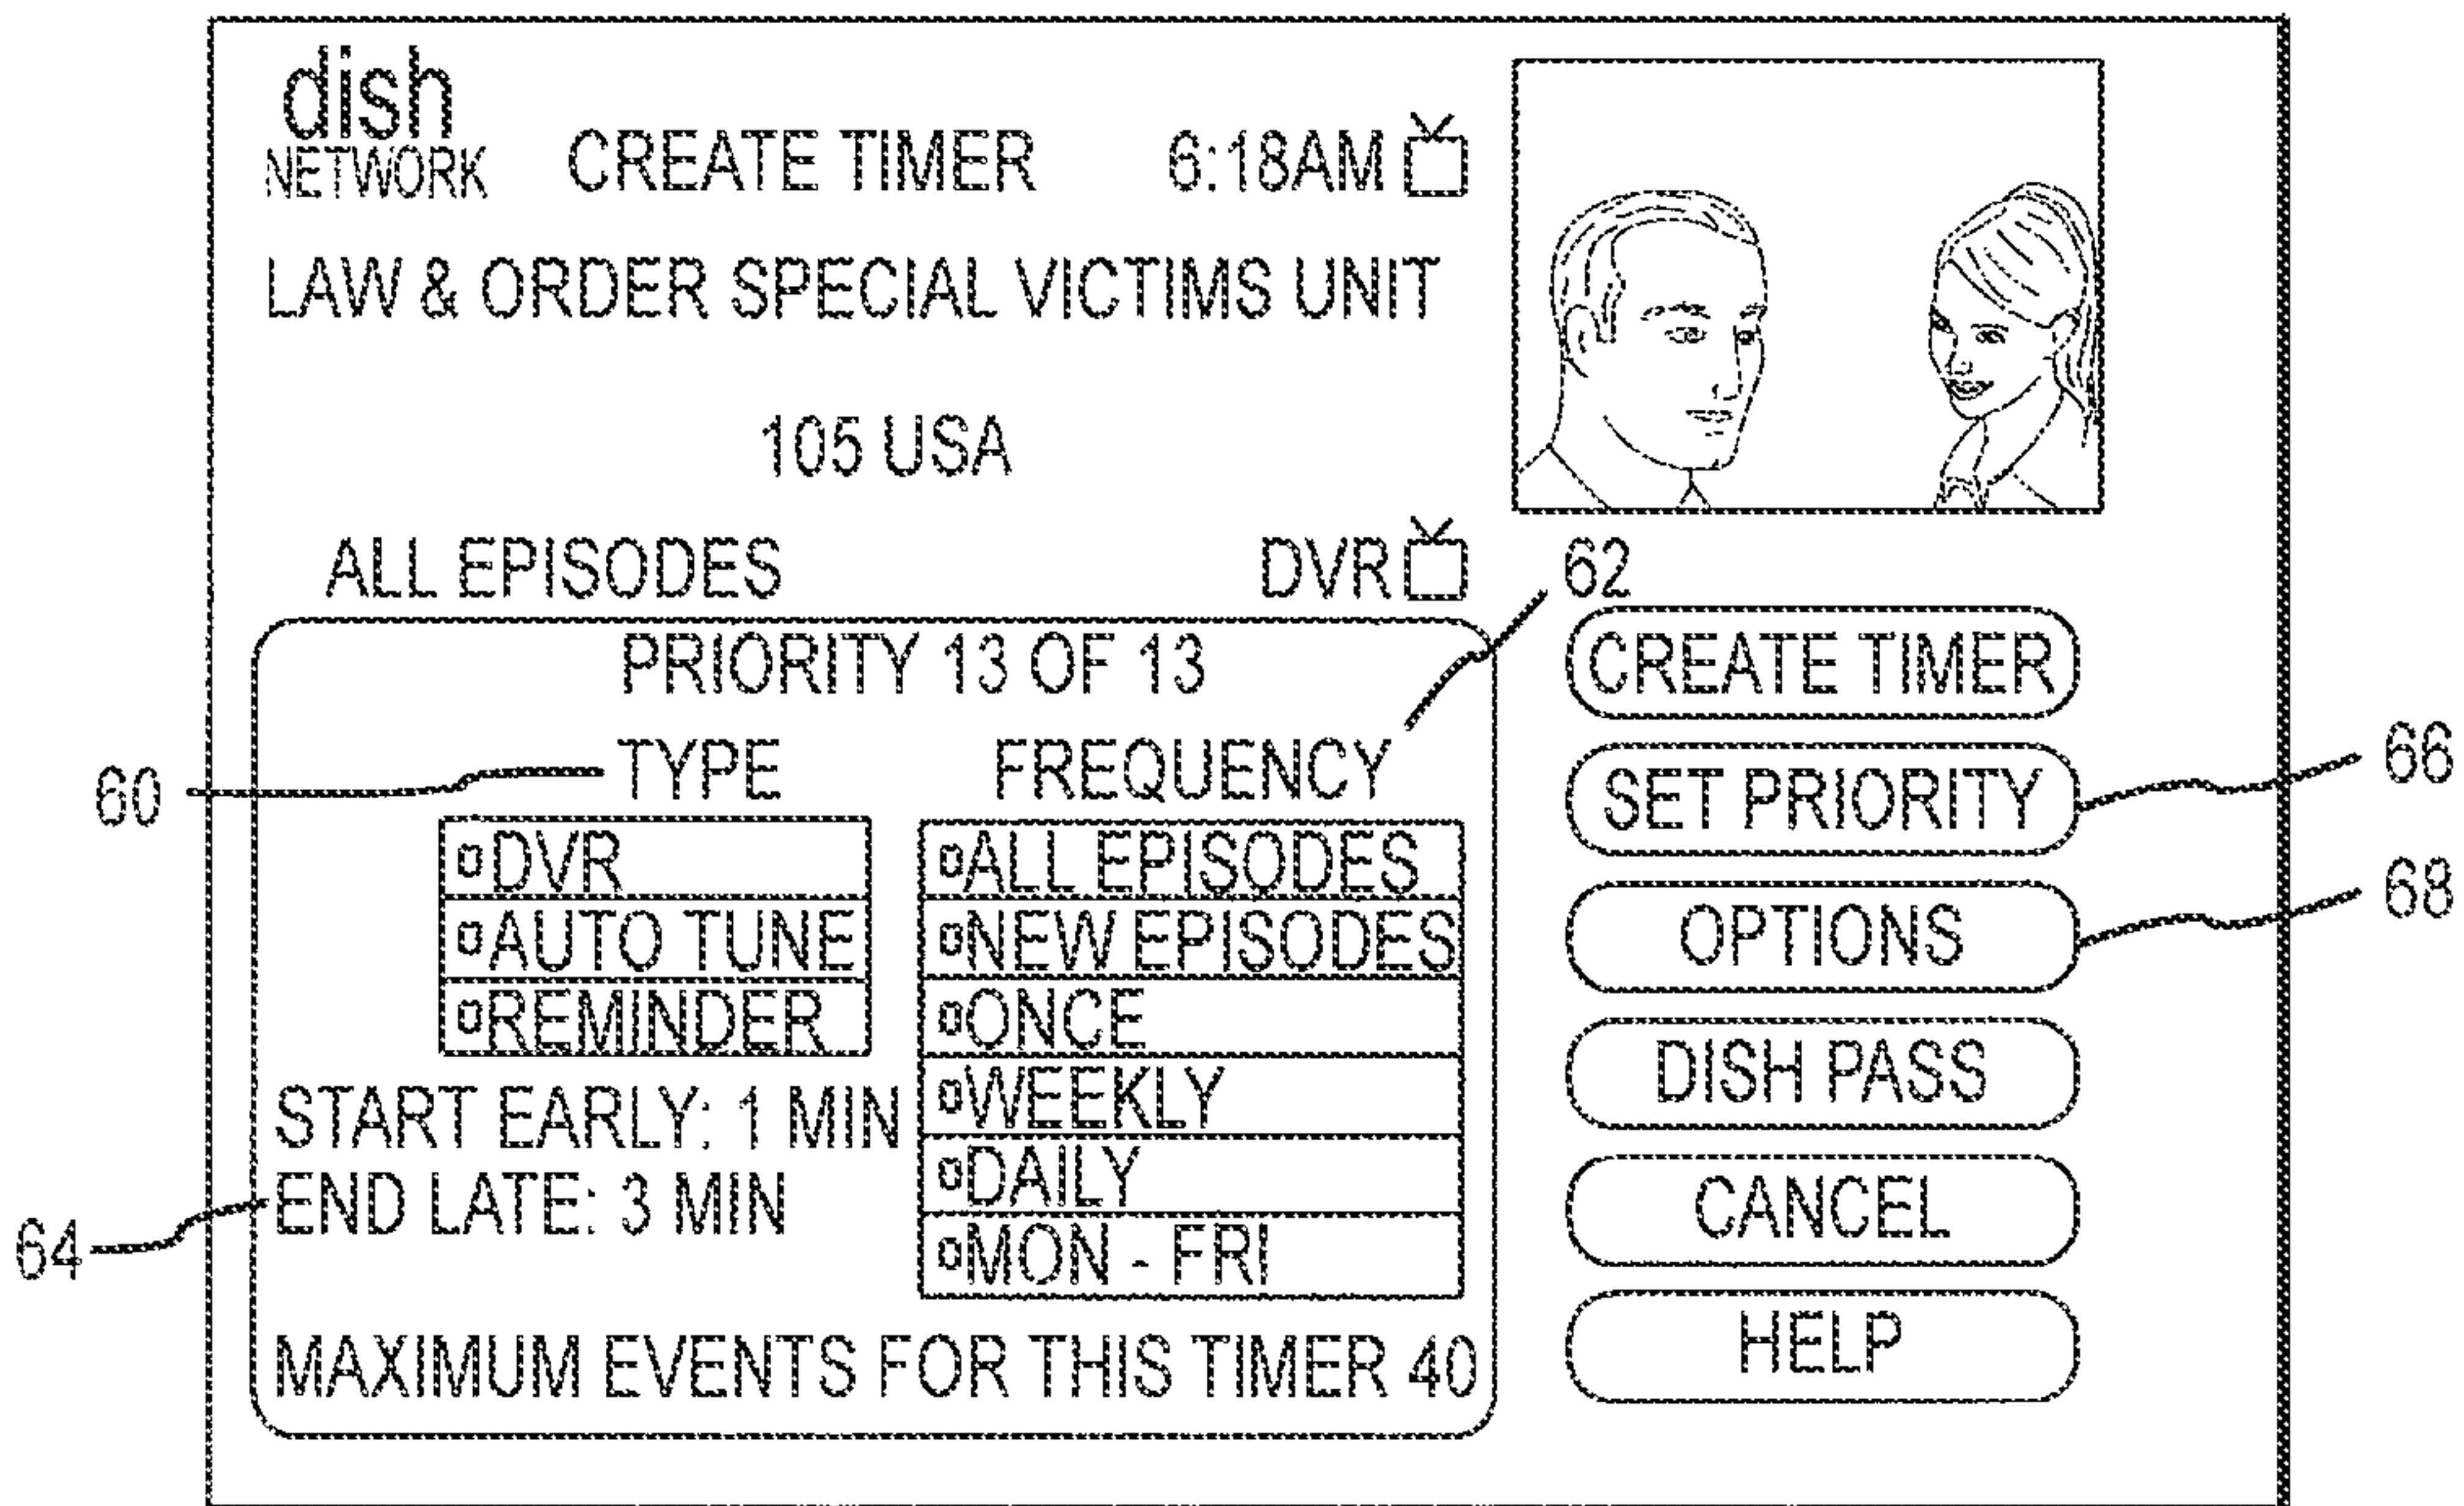 dish
NETWORK CREATE TIMER 6:18AM
LAW & ORDER SPECIAL VICTIMS UNIT
105 USA
ALL EPISODES DVR
62
PRIORITY 13 OF 13
60
TYPE
DVR
AUTO TUNE
REMINDER
FREQUENCY
ALL EPISODES
NEW EPISODES
ONCE
WEEKLY
DAILY
MON - FRI
START EARLY: 1 MIN
64
END LATE: 3 MIN
MAXIMUM EVENTS FOR THIS TIMER 40
CREATE TIMER
SET PRIORITY
66
OPTIONS
68
DISH PASS
CANCEL
HELP